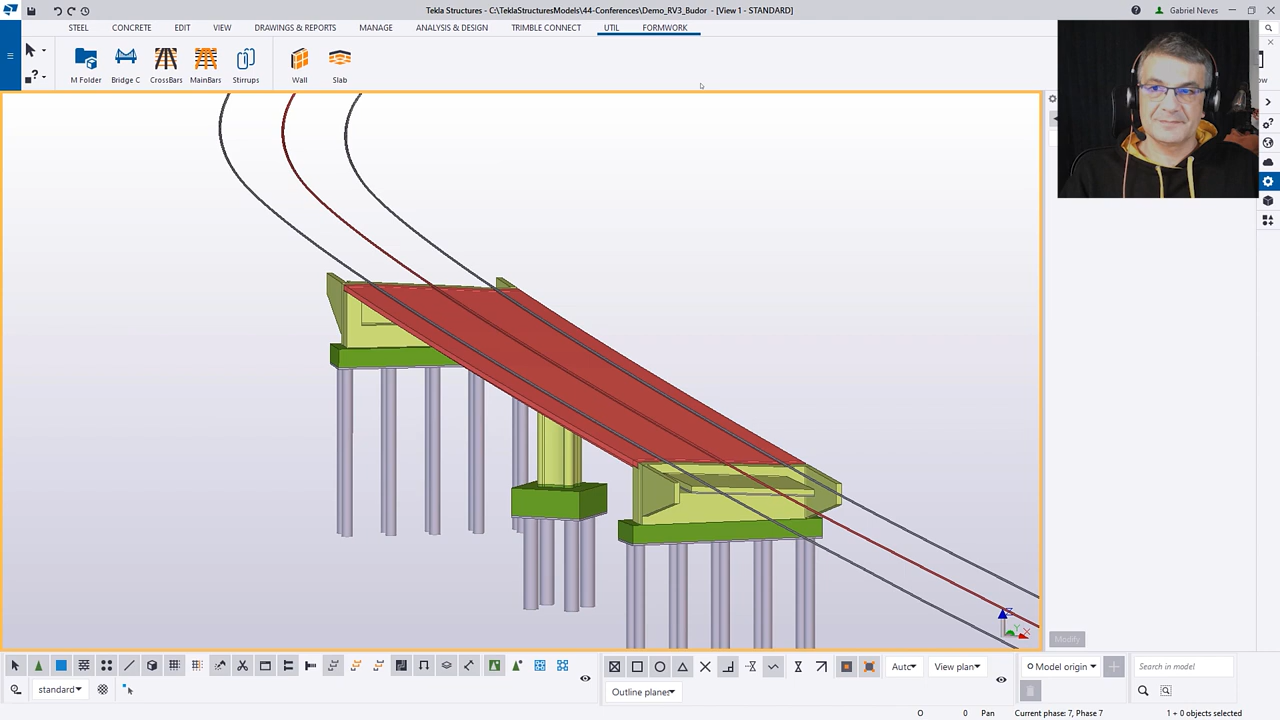 Tekla Structures - C:\TeklaStructuresModels\44-Conferences\Demo_RV3_Budor - [View 1 - STANDARD]
Gabriel Neves
STEEL CONCRETE EDIT VIEW DRAWINGS & REPORTS MANAGE ANALYSIS & DESIGN TRIMBLE CONNECT UTIL FORMWORK
M Folder Bridge C CrossBars MainBars Stirrups Wall Slab
Modify
Auto View plan Model origin Search in model
standard Outline planes
O 0 Pan Current phase: 7, Phase 7 1 + 0 objects selected